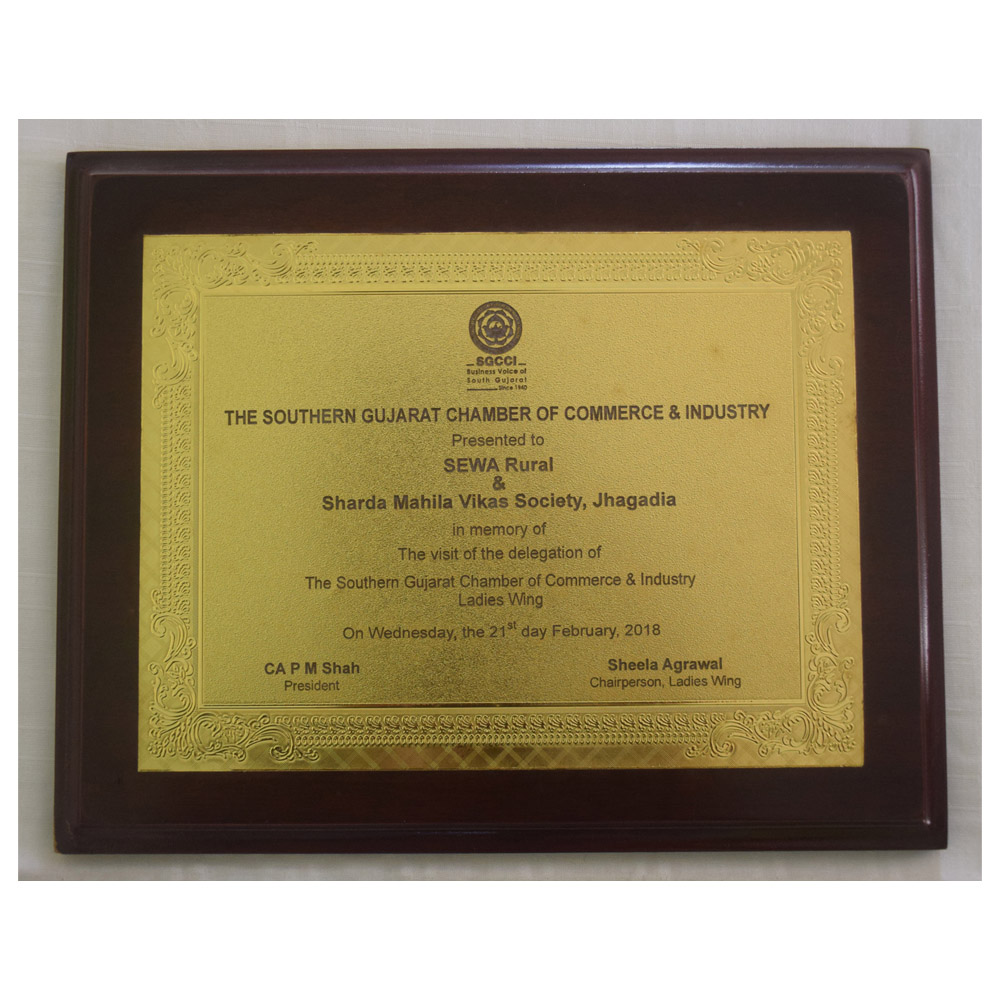 SGCCI
Business Voice of
South Gujarat
Since 1940
THE SOUTHERN GUJARAT CHAMBER OF COMMERCE & INDUSTRY
Presented to
SEWA Rural
&
Sharda Mahila Vikas Society, Jhagadia
in memory of
The visit of the delegation of
The Southern Gujarat Chamber of Commerce & Industry
Ladies Wing
On Wednesday, the 21st day February, 2018
CA P M Shah
President
Sheela Agrawal
Chairperson, Ladies Wing